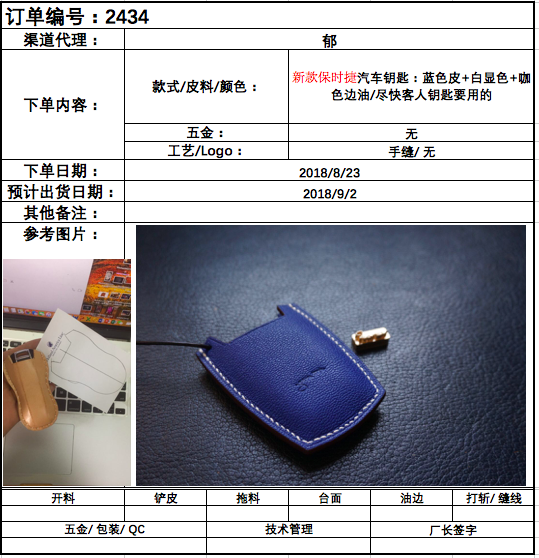 订单编号：2434
渠道代理：
郁
下单内容：
款式/皮料/颜色：
新款保时捷汽车钥匙：蓝色皮+白显色+咖
色边油/尽快客人钥匙要用的
五金：
无
工艺/Logo：
手缝/ 无
下单日期：
2018/8/23
预计出货日期：
2018/9/2
其他备注：
参考图片：
开料
铲皮
拖料
台面
油边
打斩/ 缝线
五金/ 包装/ QC
技术管理
厂长签字